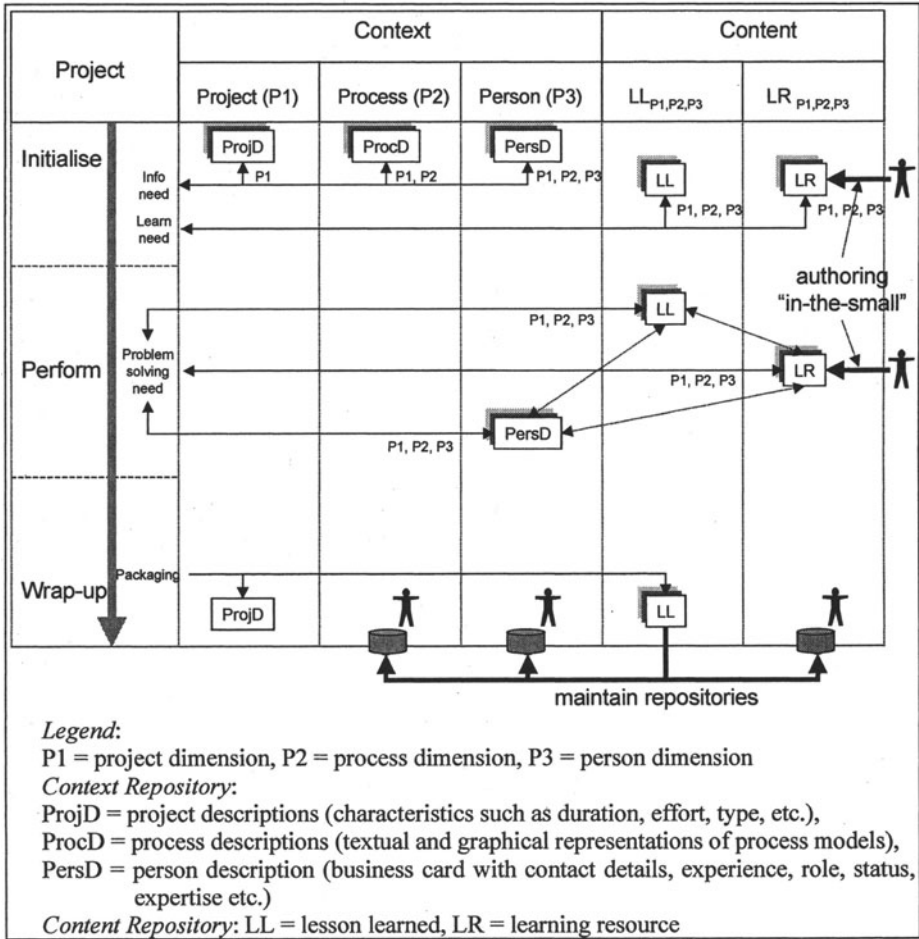 Project
Context
Content
Project (P1)
Process (P2)
Person (P3)
LL P1,P2,P3
LR P1,P2,P3
Initialise
ProjD
ProcD
PersD
Info
need
P1
P1, P2
P1, P2, P3
LL
LR
P1, P2, P3
P1, P2, P3
Learn
need
authoring
"in-the-small"
Perform
LL
P1, P2, P3
Problem
solving
need
LR
P1, P2, P3
PersD
P1, P2, P3
Wrap-up
Packaging
ProjD
LL
maintain repositories
Legend:
P1 = project dimension, P2 = process dimension, P3 = person dimension
Context Repository:
ProjD = project descriptions (characteristics such as duration, effort, type, etc.),
ProcD = process descriptions (textual and graphical representations of process models),
PersD = person description (business card with contact details, experience, role, status,
expertise etc.)
Content Repository: LL = lesson learned, LR = learning resource